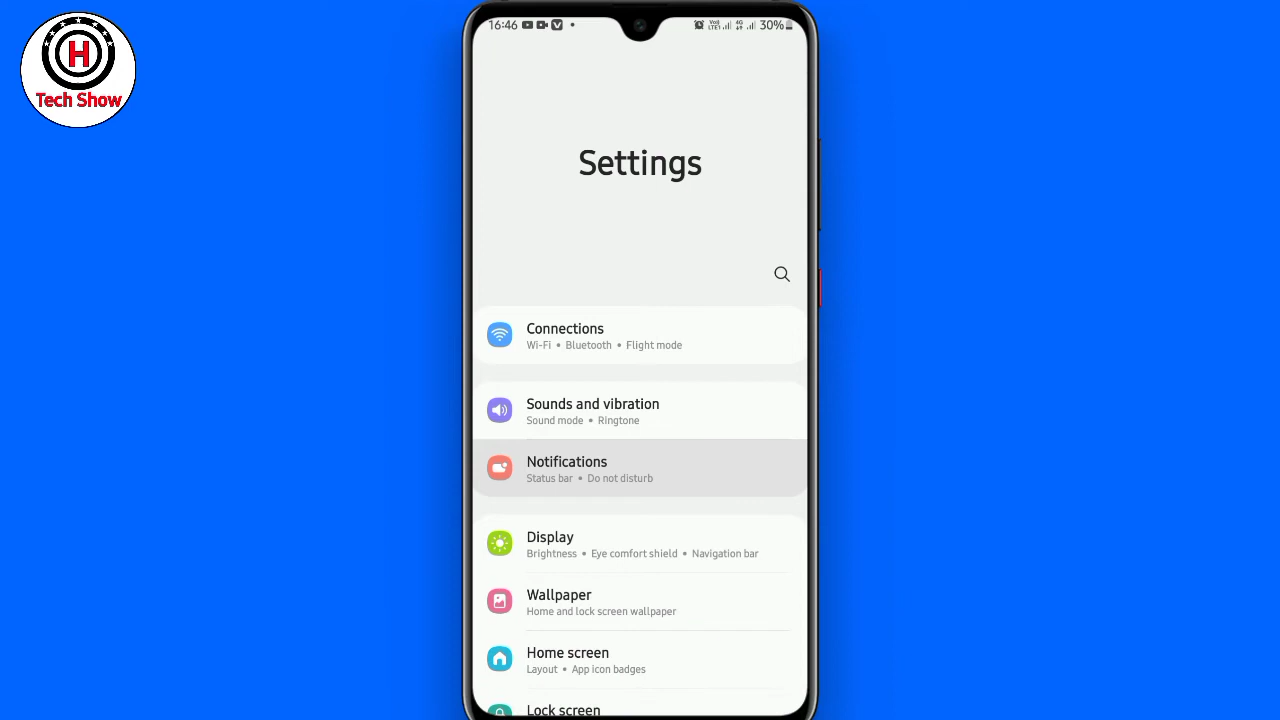 H
Tech Show
16:46
30%
Settings
Connections
Wi-Fi • Bluetooth • Flight mode
Sounds and vibration
Sound mode • Ringtone
Notifications
Status bar • Do not disturb
Display
Brightness • Eye comfort shield • Navigation bar
Wallpaper
Home and lock screen wallpaper
Home screen
Layout • App icon badges
Lock screen